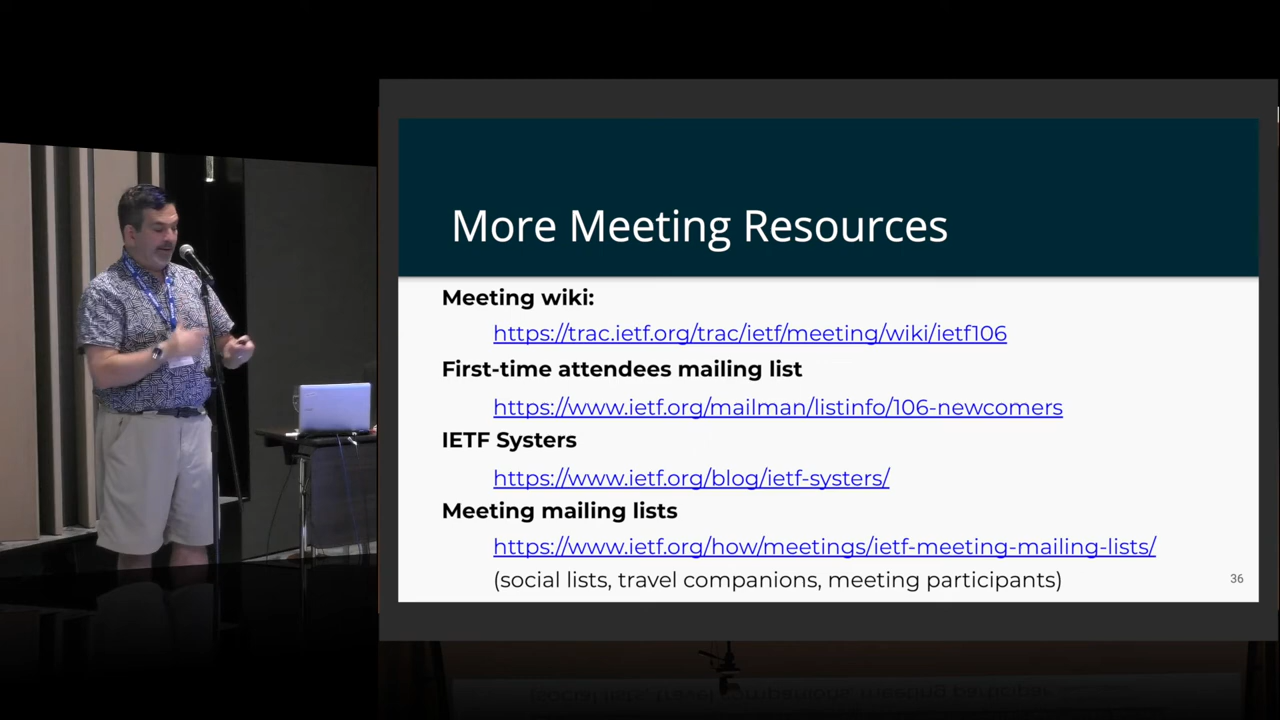 More Meeting Resources
Meeting wiki:
https://trac.ietf.org/trac/ietf/meeting/wiki/ietf106
First-time attendees mailing list
https://www.ietf.org/mailman/listinfo/106-newcomers
IETF Systers
https://www.ietf.org/blog/ietf-systers/
Meeting mailing lists
https://www.ietf.org/how/meetings/ietf-meeting-mailing-lists/
(social lists, travel companions, meeting participants)
36